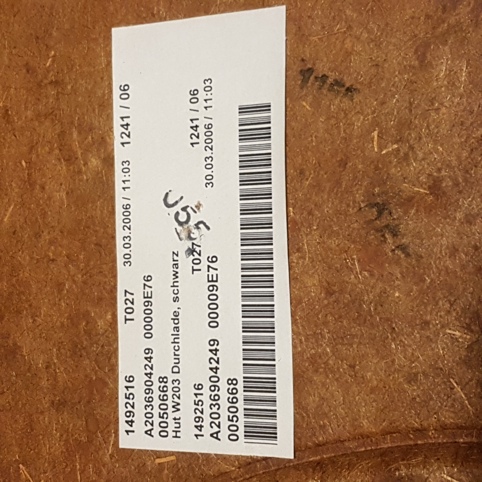 1492516 T027 30.03.2006 / 11:03 1241 / 06
A2036904249 00009E76
0050668
Hut W203 Durchlade, schwarz
1492516 T027 1241 / 06
A2036904249 00009E76 30.03.2006 / 11:03
0050668